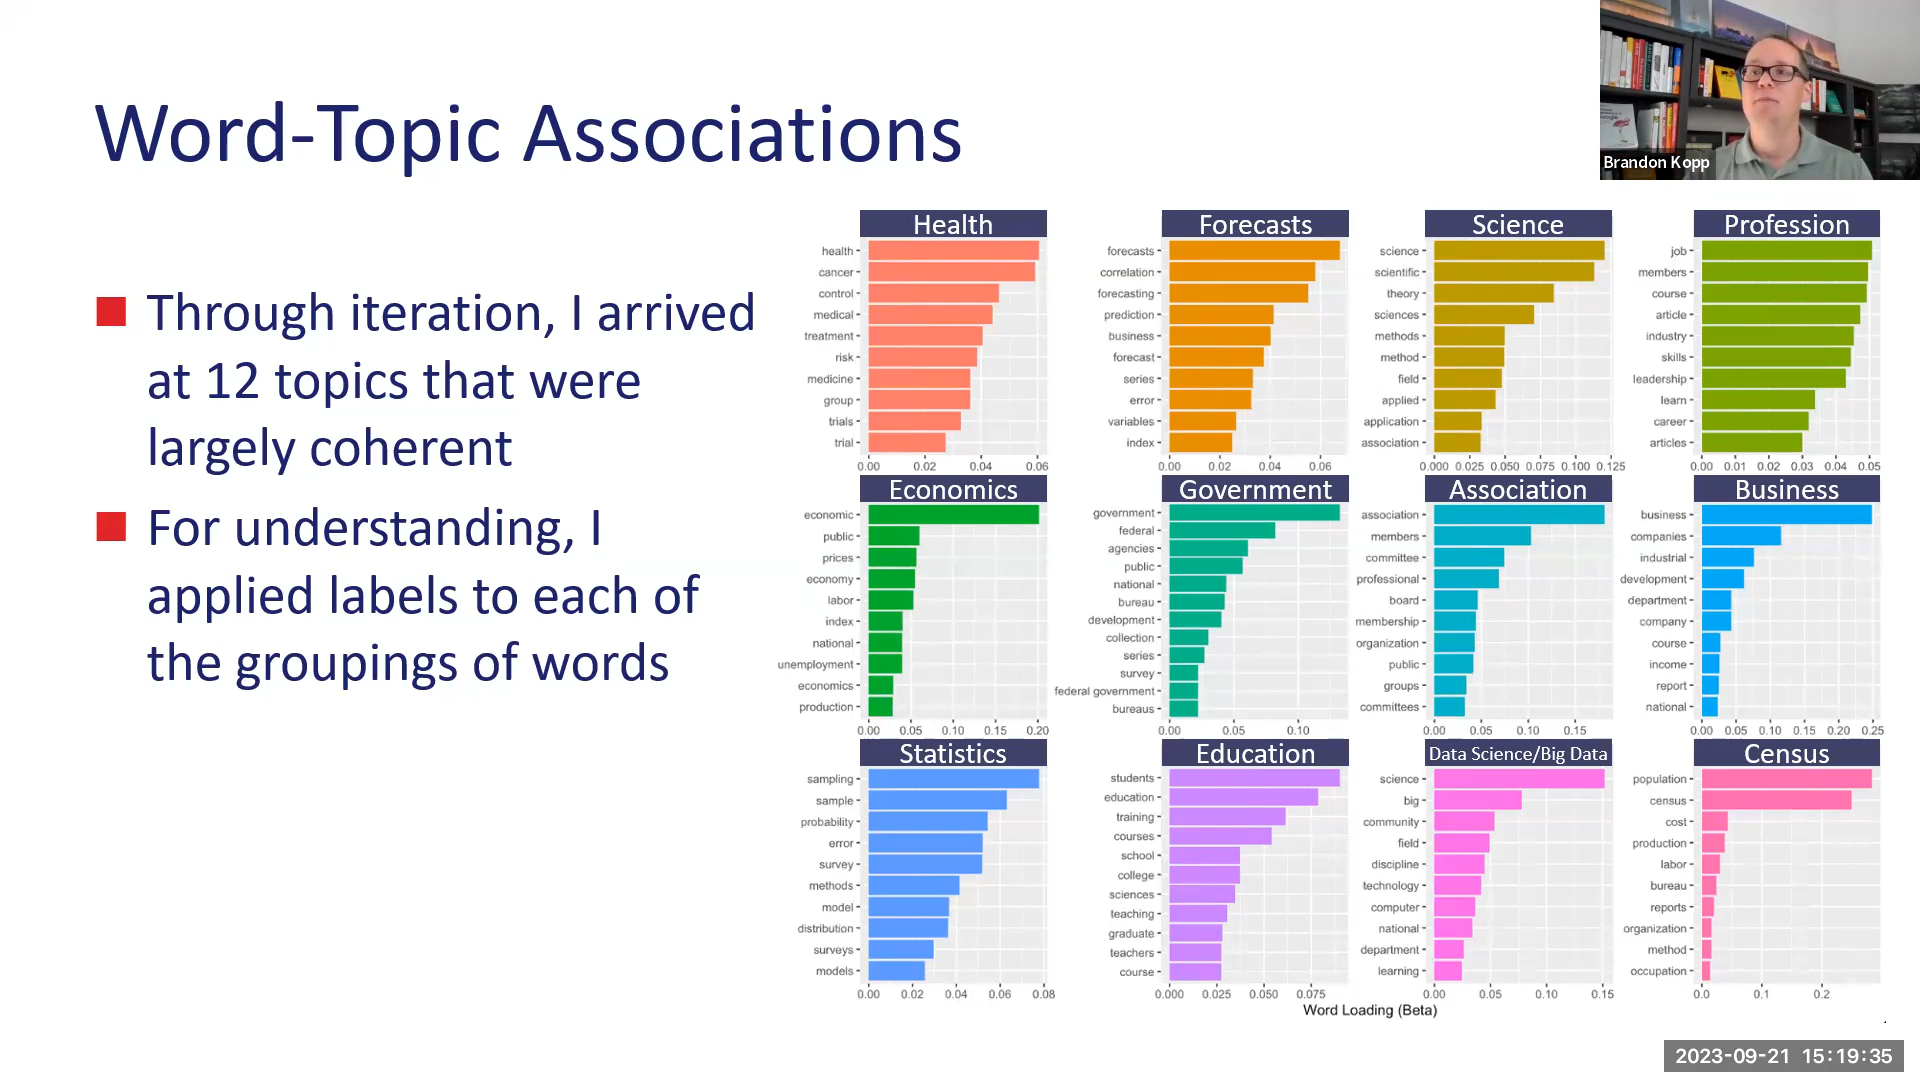 Word-Topic Associations
Brandon Kopp
Through iteration, I arrived
at 12 topics that were
largely coherent
For understanding, I
applied labels to each of
the groupings of words
Health
health
cancer
control
medical
treatment
risk
medicine
group
trials
trial
0.00 0.02 0.04 0.06
Forecasts
forecasts
correlation
forecasting
prediction
business
forecast
series
error
variables
index
0.00 0.02 0.04 0.06
Science
science
scientific
theory
sciences
methods
method
field
applied
application
association
0.000 0.025 0.050 0.075 0.100 0.125
Profession
job
members
course
article
industry
skills
leadership
learn
career
articles
0.00 0.01 0.02 0.03 0.04 0.05
Economics
economic
public
prices
economy
labor
index
national
unemployment
economics
production
0.00 0.05 0.10 0.15 0.20
Government
government
federal
agencies
public
national
bureau
development
collection
series
survey
federal government
bureaus
0.00 0.05 0.10
Association
association
members
committee
professional
board
membership
organization
public
groups
committees
0.00 0.05 0.10 0.15
Business
business
companies
industrial
development
department
company
course
income
report
national
0.00 0.05 0.10 0.15 0.20 0.25
Statistics
sampling
sample
probability
error
survey
methods
model
distribution
surveys
models
0.00 0.02 0.04 0.06 0.08
Education
students
education
training
courses
school
college
sciences
teaching
graduate
teachers
course
0.000 0.025 0.050 0.075
Data Science/Big Data
science
big
community
field
discipline
technology
computer
national
department
learning
0.00 0.05 0.10 0.15
Census
population
census
cost
production
labor
bureau
reports
organization
method
occupation
0.0 0.1 0.2
Word Loading (Beta)
2023-09-21 15:19:35